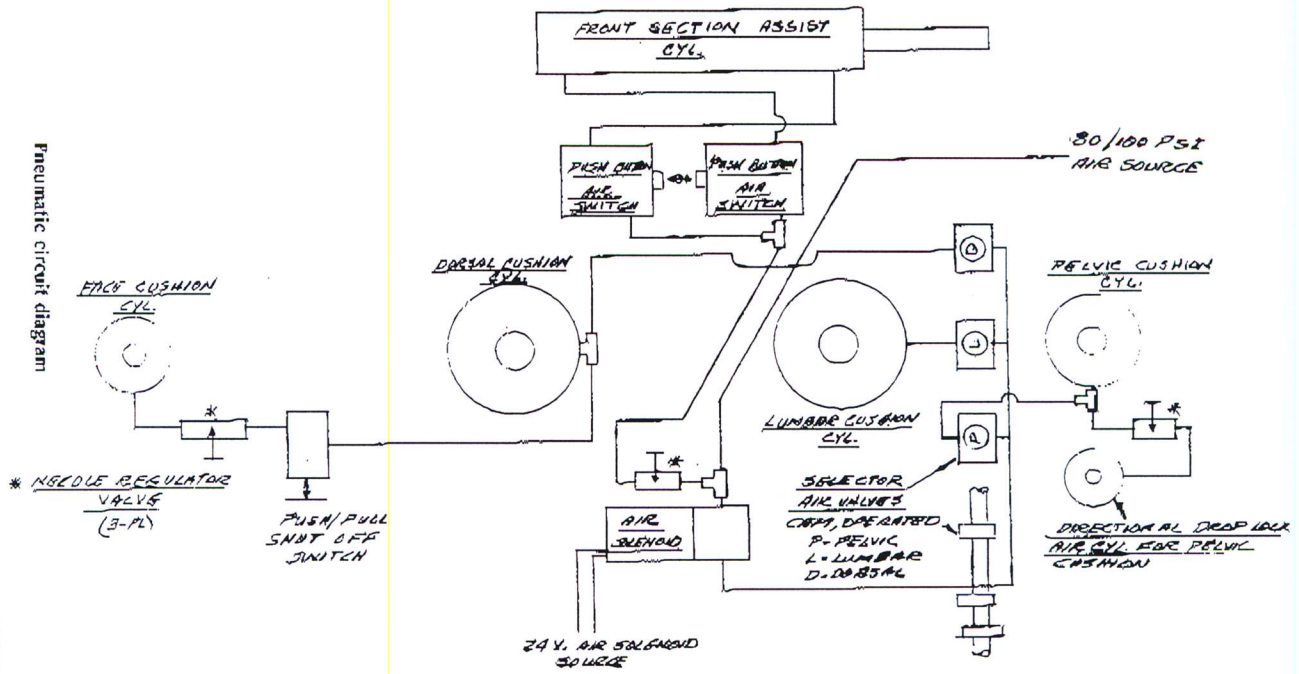 FRONT SECTION ASSIST
CYL.
80/100 PSI
AIR SOURCE
PUSH BUTTON
AIR
SWITCH
PUSH BUTTON
AIR
SWITCH
Pneumatic circuit diagram
DORSAL CUSHION
CYL.
D
PELVIC CUSHION
CYL.
FACE CUSHION
CYL.
L
*
LUMBAR CUSHION
CYL.
P
*
*
* NEEDLE REGULATOR
VALVE
(3-PL)
PUSH/PULL
SHUT OFF
SWITCH
SELECTOR
AIR VALVES
CAM, OPERATED
P-PELVIC
L-LUMBAR
D-DORSAL
AIR
SOLENOID
DIRECTIONAL DROP LOCK
AIR CYL. FOR PELVIC
CUSHION
24 V. AIR SOLENOID
SOURCE